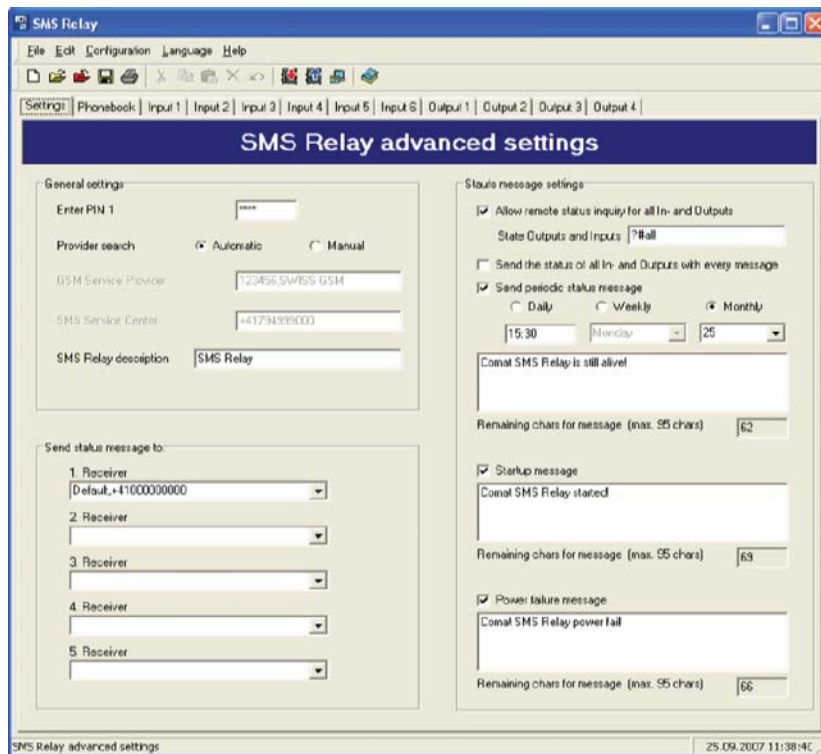 SMS Relay
File Edit Configuration Language Help
Settings Phonebook Input 1 Input 2 Input 3 Input 4 Input 5 Input 6 Output 1 Output 2 Output 3 Output 4
SMS Relay advanced settings
General settings
Enter PIN 1 ****
Provider search Automatic Manual
GSM Service Provider 123456,SWISS GSM
SMS Service Center +41794999000
SMS Relay description SMS Relay
Send status message to:
1. Receiver
Default,+41000000000
2. Receiver
3. Receiver
4. Receiver
5. Receiver
Status message settings
Allow remote status inquiry for all In- and Outputs
State Outputs and Inputs ?#all
Send the status of all In- and Outputs with every message
Send periodic status message
Daily Weekly Monthly
15:30 Monday 25
Comat SMS Relay is still alive!
Remaining chars for message (max. 95 chars) 62
Startup message
Comat SMS Relay started!
Remaining chars for message (max. 95 chars) 69
Power failure message
Comat SMS Relay power fail
Remaining chars for message (max. 95 chars) 66
SMS Relay advanced settings 25.09.2007 11:38:40